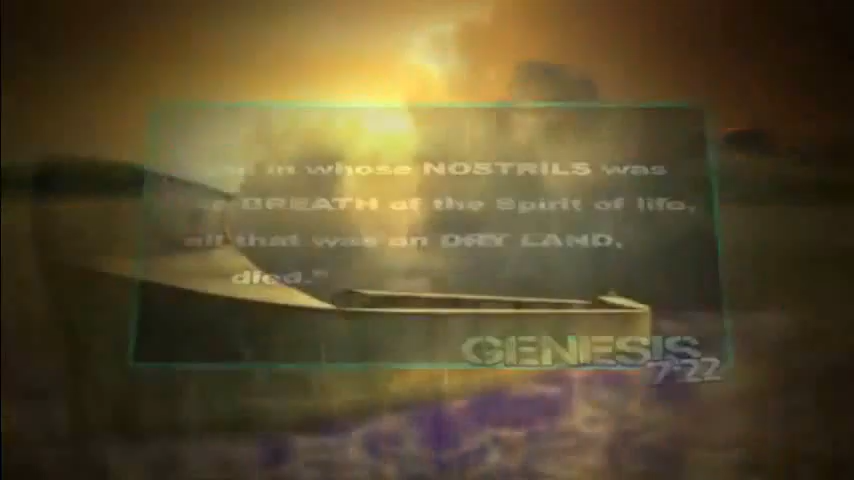 in whose NOSTRILS was
BREATH of the Spirit of life,
all that was on DRY LAND,
died."
GENESIS
7:22